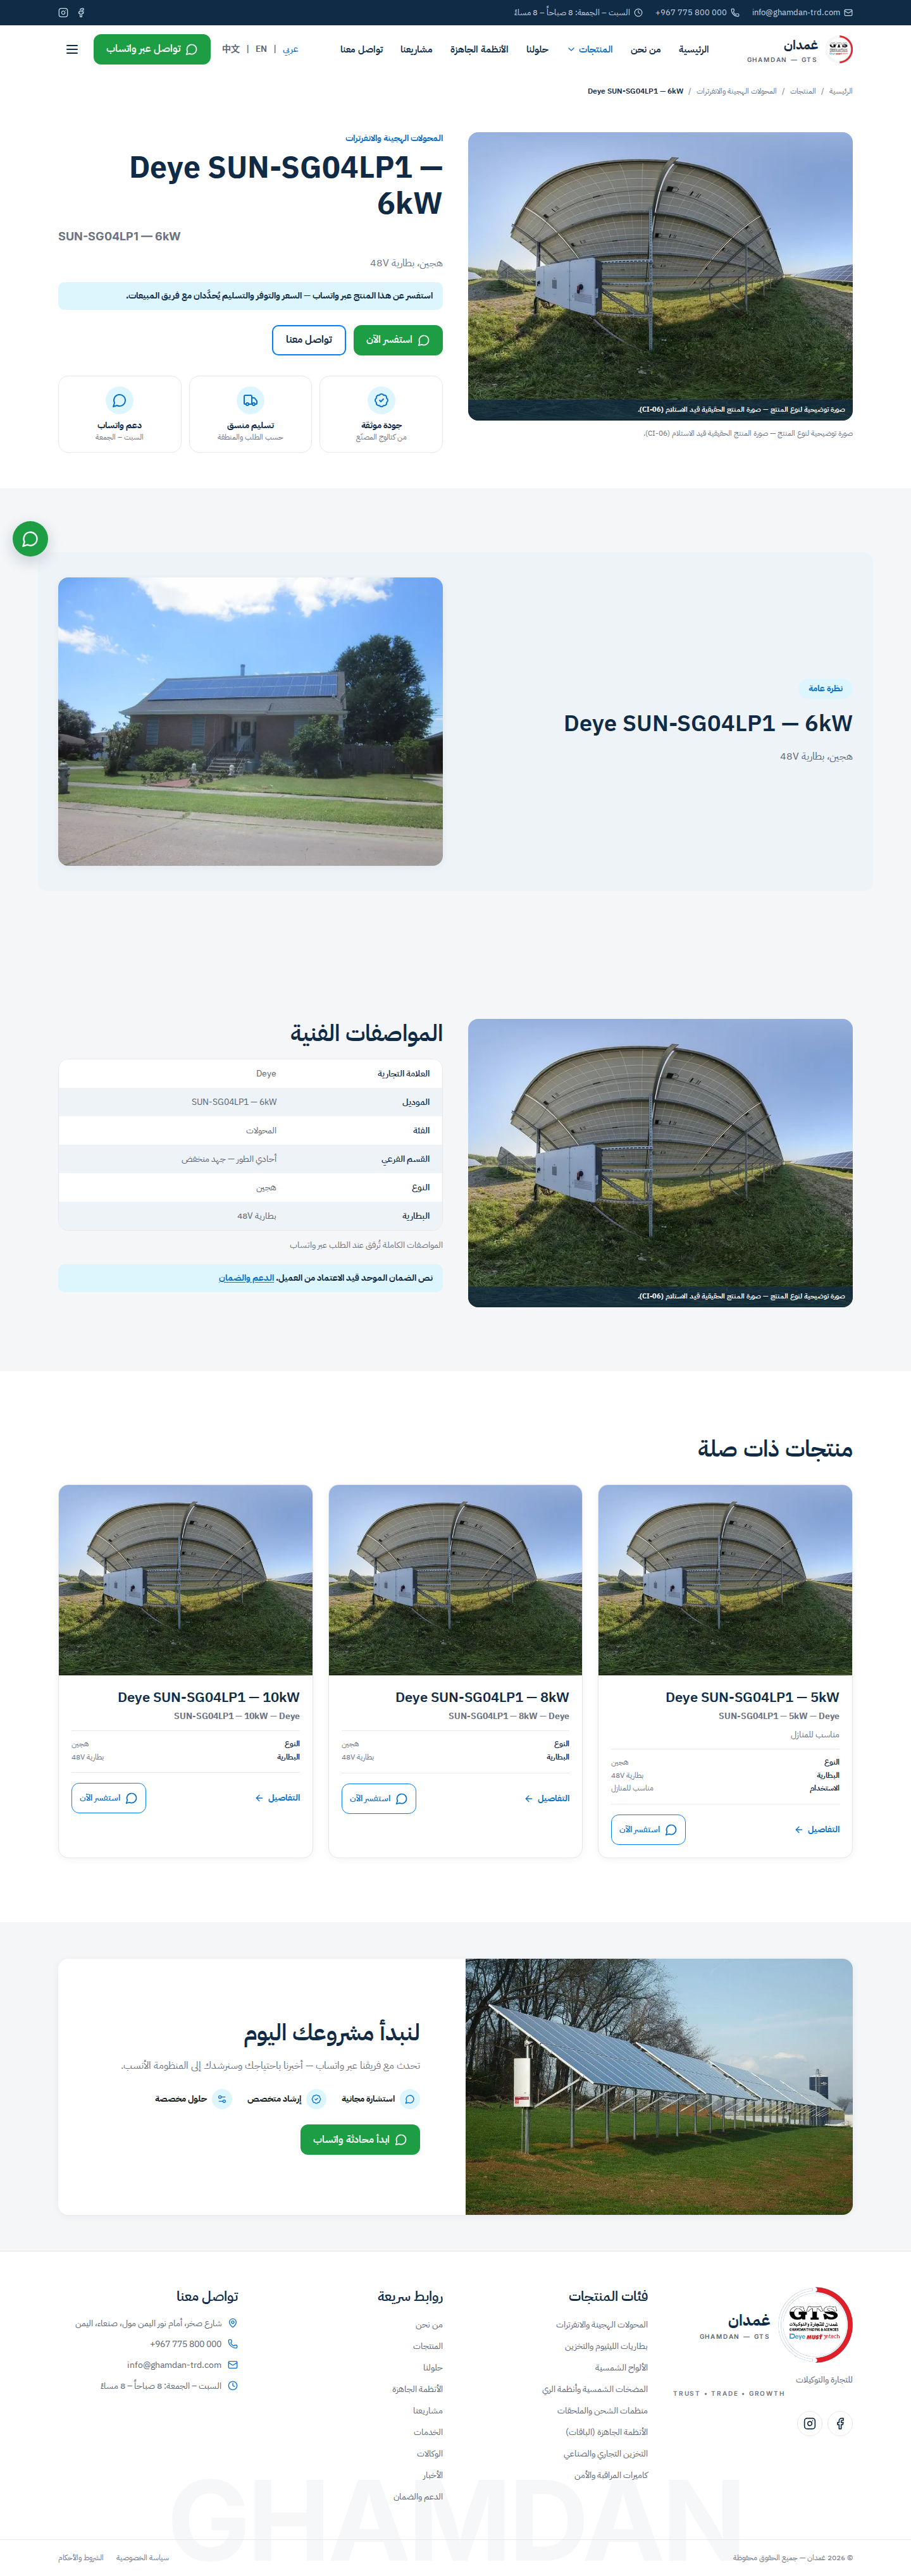 info@ghamdan-trd.com
+967 775 800 000
السبت – الجمعة: 8 صباحاً – 8 مساءً
غمدان
GHAMDAN — GTS
الرئيسية
من نحن
المنتجات
حلولنا
الأنظمة الجاهزة
مشاريعنا
تواصل معنا
عربي | EN | 中文
تواصل عبر واتساب
الرئيسية / المنتجات / المحولات الهجينة والانفرترات / Deye SUN-SG04LP1 — 6kW
صورة توضيحية لنوع المنتج — صورة المنتج الحقيقية قيد الاستلام (CI-06).
صورة توضيحية لنوع المنتج — صورة المنتج الحقيقية قيد الاستلام (CI-06).
المحولات الهجينة والانفرترات
Deye SUN-SG04LP1 —
6kW
SUN-SG04LP1 — 6kW
هجين، بطارية 48V
استفسر عن هذا المنتج عبر واتساب — السعر والتوفر والتسليم يُحدَّدان مع فريق المبيعات.
استفسر الآن
تواصل معنا
جودة موثقة
من كتالوج المصنّع
تسليم منسق
حسب الطلب والمنطقة
دعم واتساب
السبت – الجمعة
نظرة عامة
Deye SUN-SG04LP1 — 6kW
هجين، بطارية 48V
صورة توضيحية لنوع المنتج — صورة المنتج الحقيقية قيد الاستلام (CI-06).
المواصفات الفنية
العلامة التجارية Deye
الموديل SUN-SG04LP1 — 6kW
الفئة المحولات
القسم الفرعي أحادي الطور — جهد منخفض
النوع هجين
البطارية بطارية 48V
المواصفات الكاملة تُرفق عند الطلب عبر واتساب
نص الضمان الموحد قيد الاعتماد من العميل. الدعم والضمان
منتجات ذات صلة
Deye SUN-SG04LP1 — 5kW
SUN-SG04LP1 — 5kW — Deye
مناسب للمنازل
النوع هجين
البطارية بطارية 48V
الاستخدام مناسب للمنازل
التفاصيل
استفسر الآن
Deye SUN-SG04LP1 — 8kW
SUN-SG04LP1 — 8kW — Deye
النوع هجين
البطارية بطارية 48V
التفاصيل
استفسر الآن
Deye SUN-SG04LP1 — 10kW
SUN-SG04LP1 — 10kW — Deye
النوع هجين
البطارية بطارية 48V
التفاصيل
استفسر الآن
لنبدأ مشروعك اليوم
تحدث مع فريقنا عبر واتساب — أخبرنا باحتياجك وسنرشدك إلى المنظومة الأنسب.
استشارة مجانية
إرشاد متخصص
حلول مخصصة
ابدأ محادثة واتساب
GTS
غمدان
GHAMDAN — GTS
للتجارة والتوكيلات
TRUST • TRADE • GROWTH
فئات المنتجات
المحولات الهجينة والانفرترات
بطاريات الليثيوم والتخزين
الألواح الشمسية
المضخات الشمسية وأنظمة الري
منظمات الشحن والملحقات
الأنظمة الجاهزة (الباقات)
التخزين التجاري والصناعي
كاميرات المراقبة والأمن
روابط سريعة
من نحن
المنتجات
حلولنا
الأنظمة الجاهزة
مشاريعنا
الخدمات
الوكالات
الأخبار
الدعم والضمان
تواصل معنا
شارع صخر، أمام نور اليمن مول، صنعاء، اليمن
+967 775 800 000
info@ghamdan-trd.com
السبت – الجمعة: 8 صباحاً – 8 مساءً
GHAMDAN
© 2026 غمدان — جميع الحقوق محفوظة
سياسة الخصوصية
الشروط والأحكام